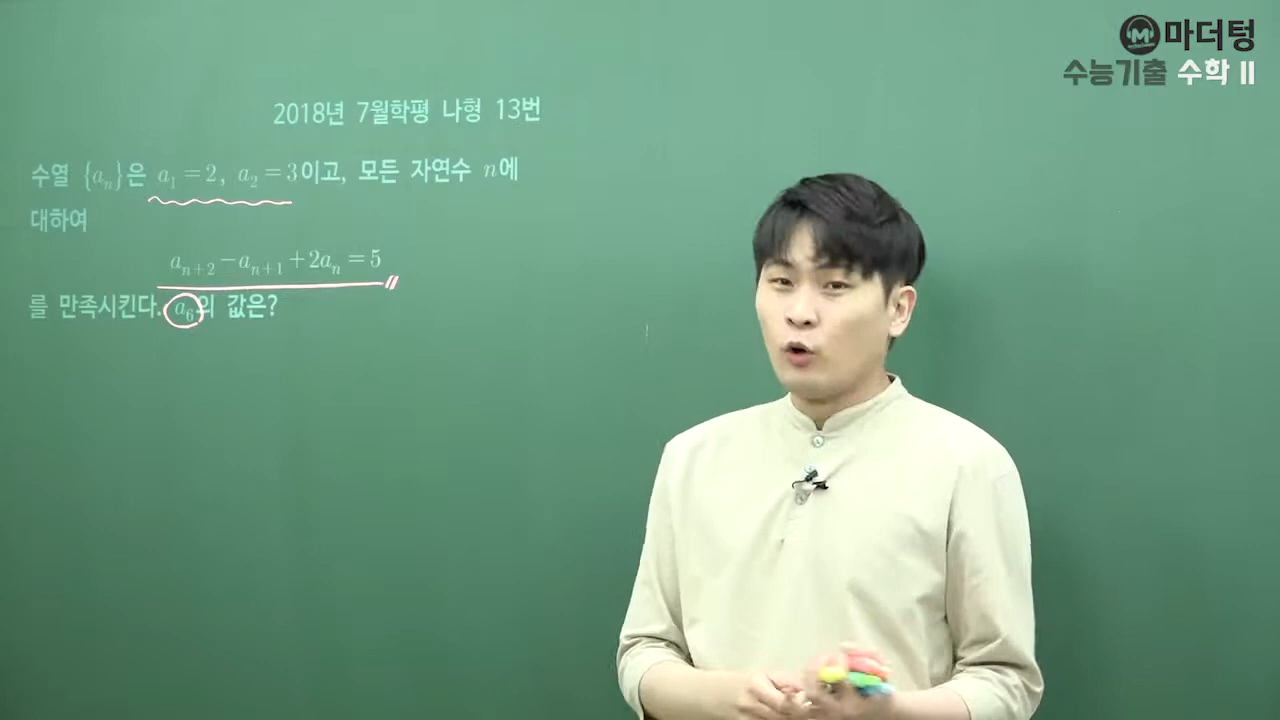 마더텅
수능기출 수학 II
2018년 7월학평 나형 13번
수열 {aₙ}은 a₁=2, a₂=3이고, 모든 자연수 n에
대하여
aₙ₊₂−aₙ₊₁+2aₙ=5
를 만족시킨다. a₆의 값은?